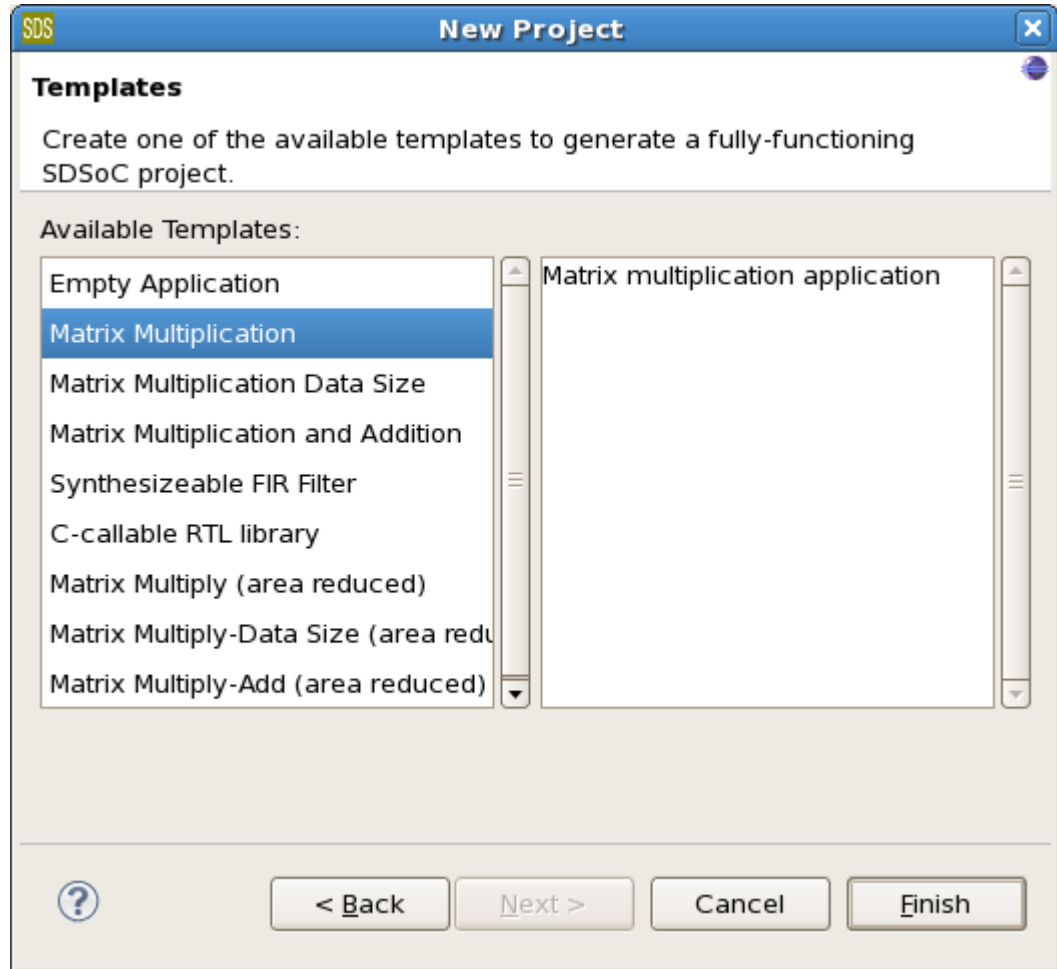 SDS
New Project
Templates
Create one of the available templates to generate a fully-functioning
SDSoC project.
Available Templates:
Empty Application
Matrix Multiplication
Matrix Multiplication Data Size
Matrix Multiplication and Addition
Synthesizeable FIR Filter
C-callable RTL library
Matrix Multiply (area reduced)
Matrix Multiply-Data Size (area redu
Matrix Multiply-Add (area reduced)
Matrix multiplication application
?
< Back
Next >
Cancel
Finish